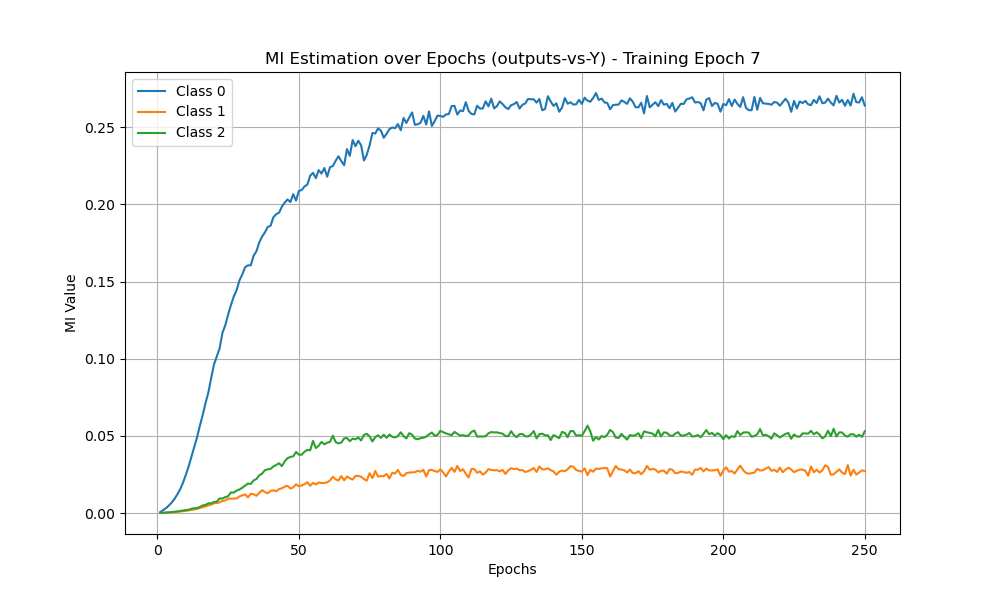 MI Estimation over Epochs (outputs-vs-Y) - Training Epoch 7
Class 0
Class 1
Class 2
MI Value
0.25
0.20
0.15
0.10
0.05
0.00
0
50
100
150
200
250
Epochs